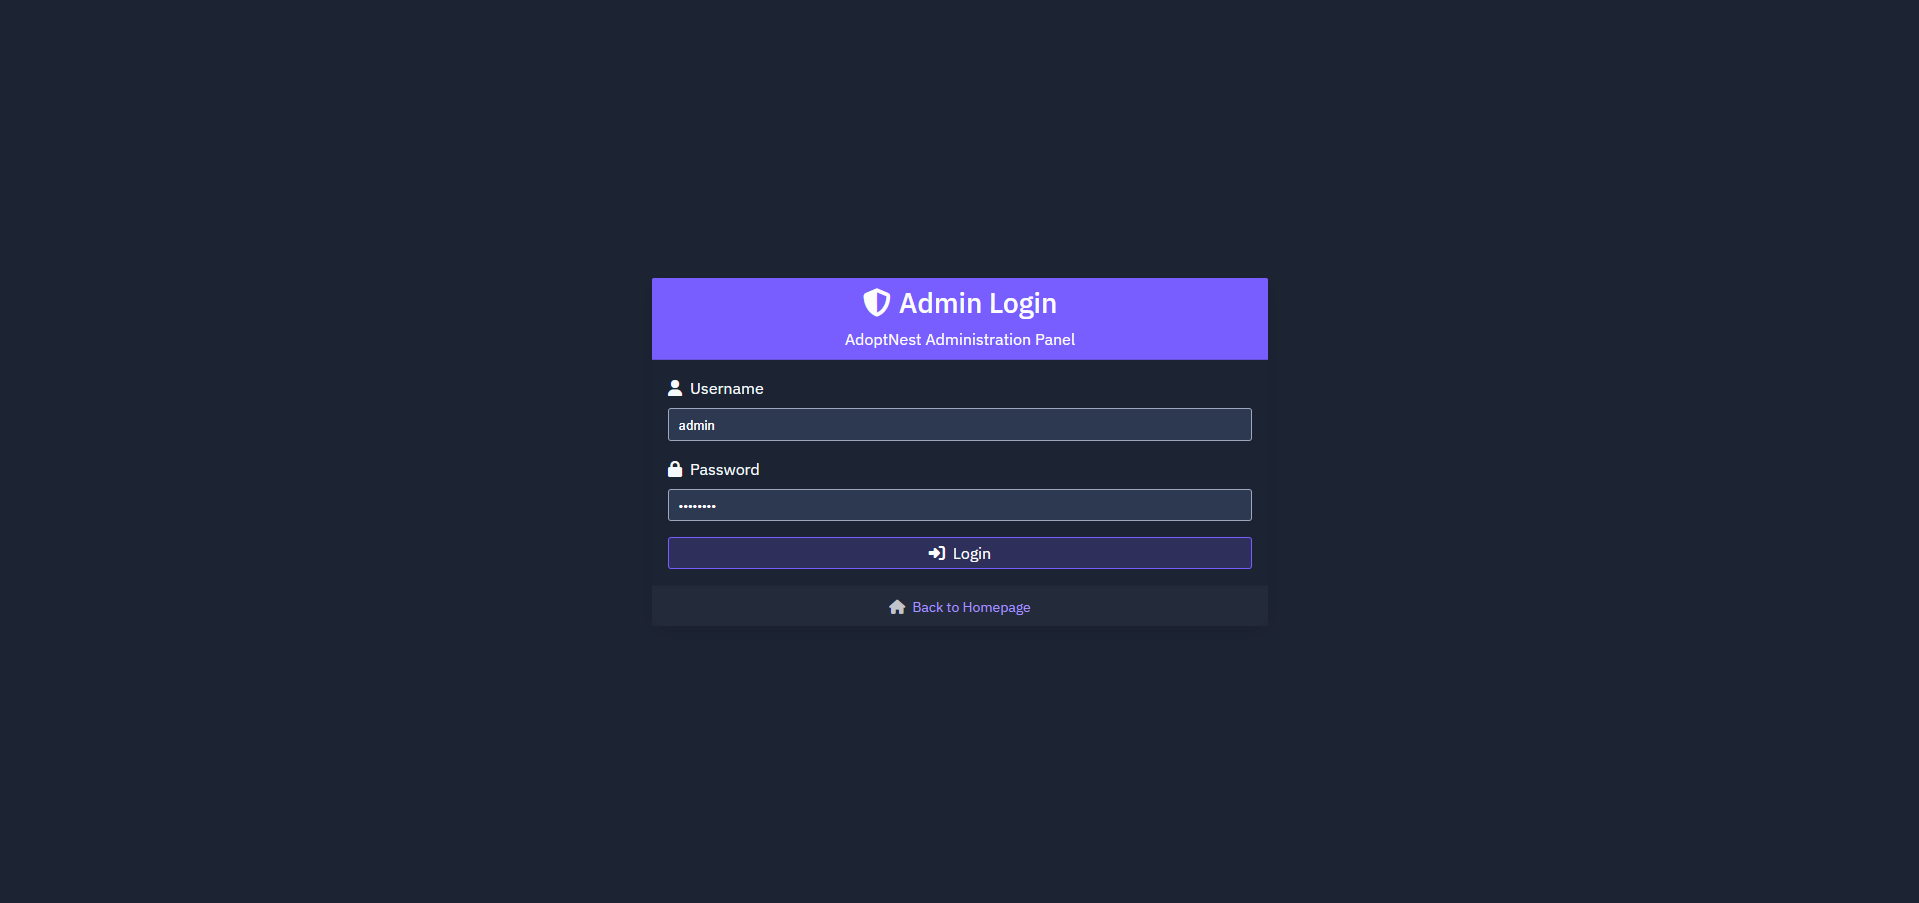 Admin Login
AdoptNest Administration Panel
Username
admin
Password
••••••••
Login
Back to Homepage